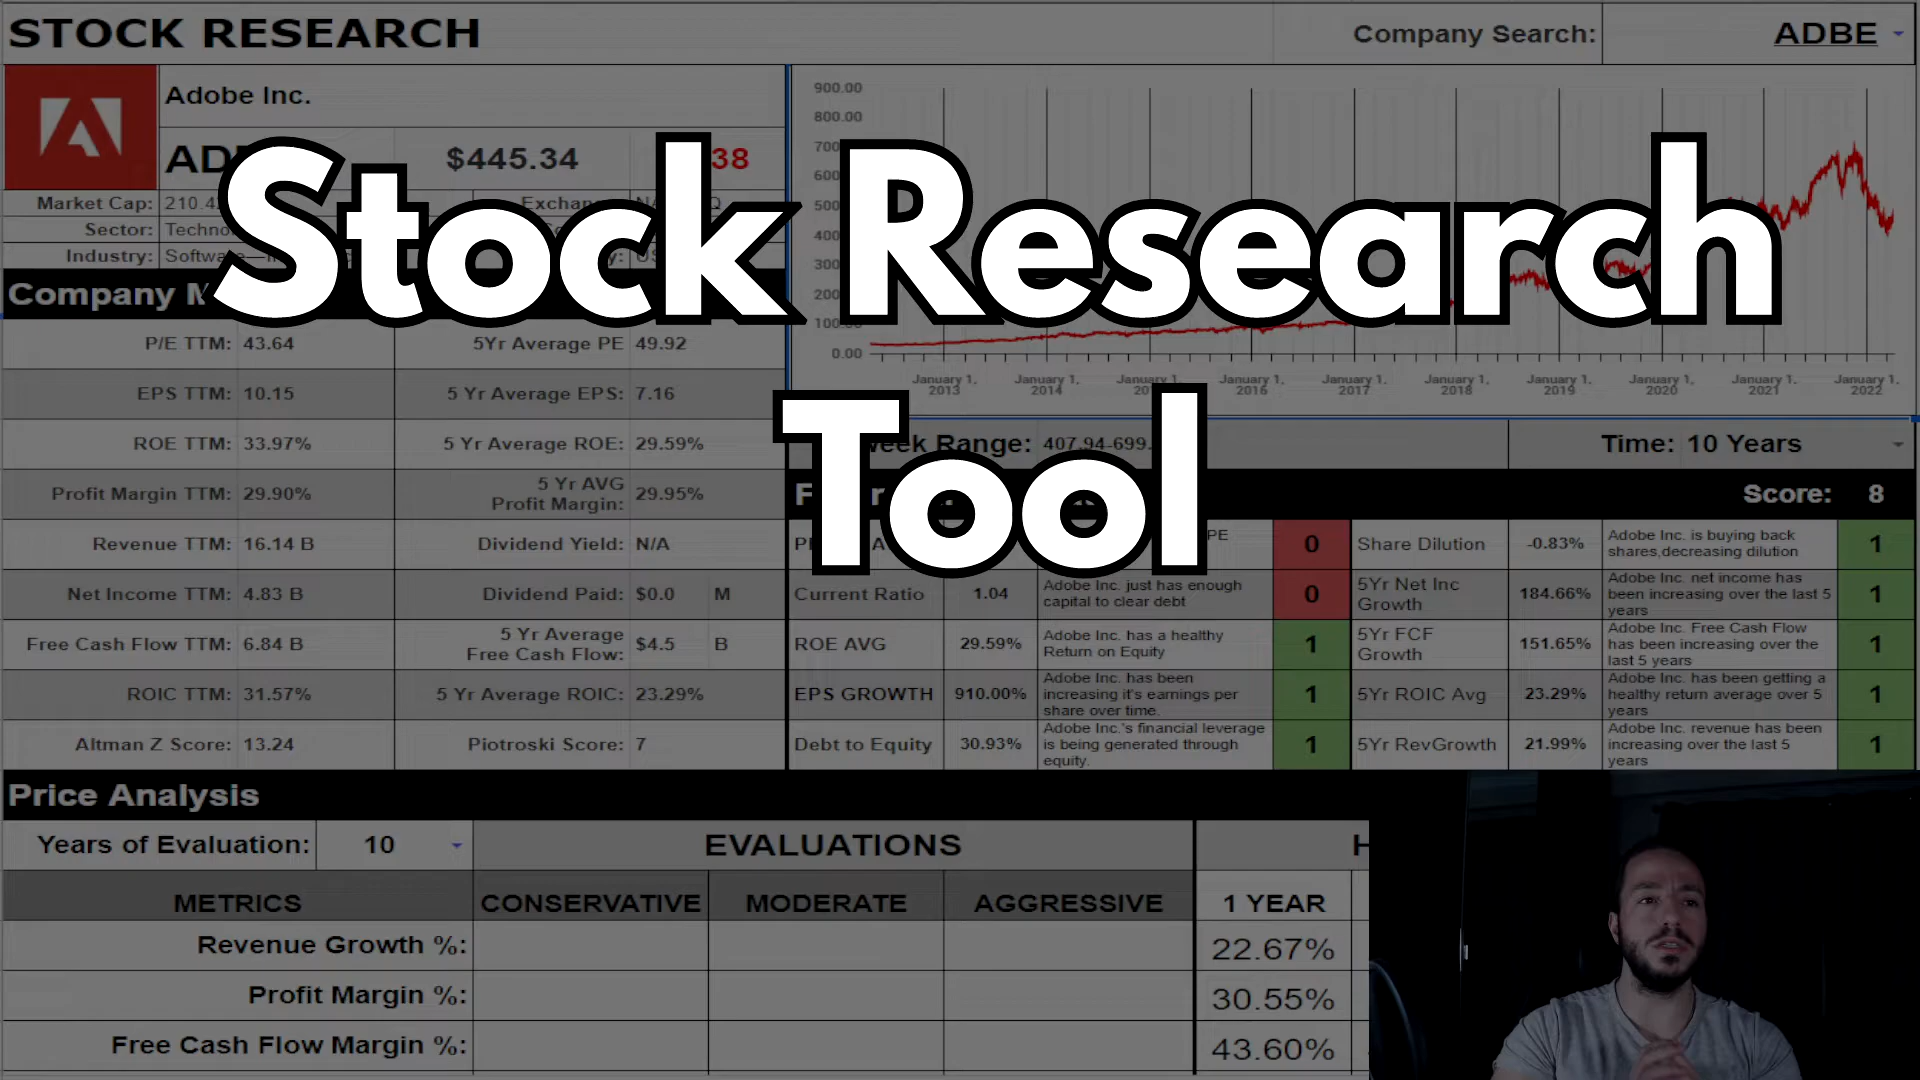 STOCK RESEARCH
Company Search: ADBE
Adobe Inc.
$445.34
38
Stock Research
Tool
Market Cap:
Sector:
Industry:
900.00
800.00
0.00
January 1, 2013
January 1, 2014
January 1, 2016
January 1, 2017
January 1, 2018
January 1, 2019
January 1, 2020
January 1, 2021
January 1, 2022
Company
P/E TTM: 43.64 5Yr Average PE 49.92
EPS TTM: 10.15 5 Yr Average EPS: 7.16
ROE TTM: 33.97% 5 Yr Average ROE: 29.59%
Profit Margin TTM: 29.90% 5 Yr AVG Profit Margin: 29.95%
Revenue TTM: 16.14 B Dividend Yield: N/A
Net Income TTM: 4.83 B Dividend Paid: $0.0 M
Free Cash Flow TTM: 6.84 B 5 Yr Average Free Cash Flow: $4.5 B
ROIC TTM: 31.57% 5 Yr Average ROIC: 23.29%
Altman Z Score: 13.24 Piotroski Score: 7
Range: Time: 10 Years
Score: 8
PE 0 Share Dilution -0.83% Adobe Inc. is buying back shares,decreasing dilution 1
Current Ratio 1.04 Adobe Inc. just has enough capital to clear debt 0 5Yr Net Inc Growth 184.66% Adobe Inc. net income has been increasing over the last 5 years 1
ROE AVG 29.59% Adobe Inc. has a healthy Return on Equity 1 5Yr FCF Growth 151.65% Adobe Inc. Free Cash Flow has been increasing over the last 5 years 1
EPS GROWTH 910.00% Adobe Inc. has been increasing it's earnings per share over time. 1 5Yr ROIC Avg 23.29% Adobe Inc. has been getting a healthy return average over 5 years 1
Debt to Equity 30.93% Adobe Inc.'s financial leverage is being generated through equity. 1 5Yr RevGrowth 21.99% Adobe Inc. revenue has been increasing over the last 5 years 1
Price Analysis
Years of Evaluation: 10 EVALUATIONS
METRICS CONSERVATIVE MODERATE AGGRESSIVE 1 YEAR
Revenue Growth %: 22.67%
Profit Margin %: 30.55%
Free Cash Flow Margin %: 43.60%